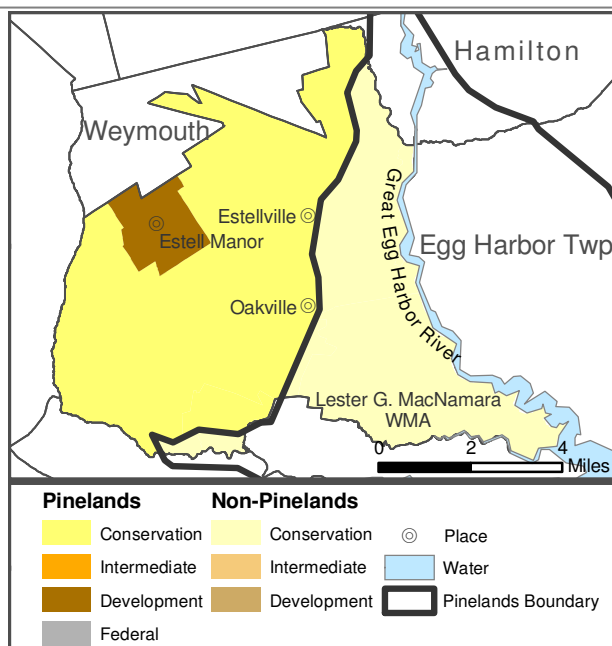 Hamilton
Weymouth
Great Egg Harbor River
Estellville
Estell Manor
Egg Harbor Twp
Oakville
Lester G. MacNamara
WMA
0 2 4
Miles
Pinelands Non-Pinelands
Conservation Conservation Place
Intermediate Intermediate Water
Development Development Pinelands Boundary
Federal